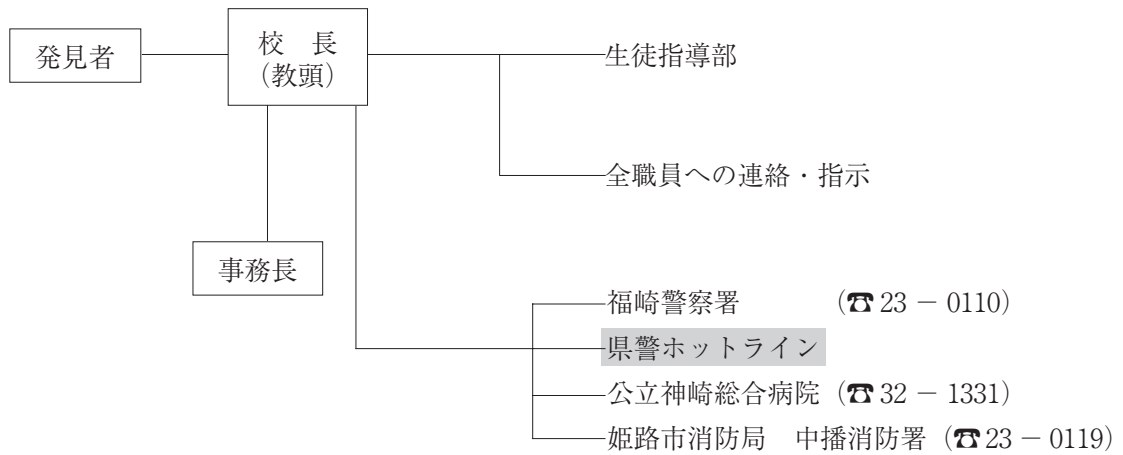 発見者
校　長
（教頭）
生徒指導部
全職員への連絡・指示
事務長
福崎警察署　　　（☎ 23 － 0110）
県警ホットライン
公立神崎総合病院（☎ 32 － 1331）
姫路市消防局　中播消防署（☎ 23 － 0119）